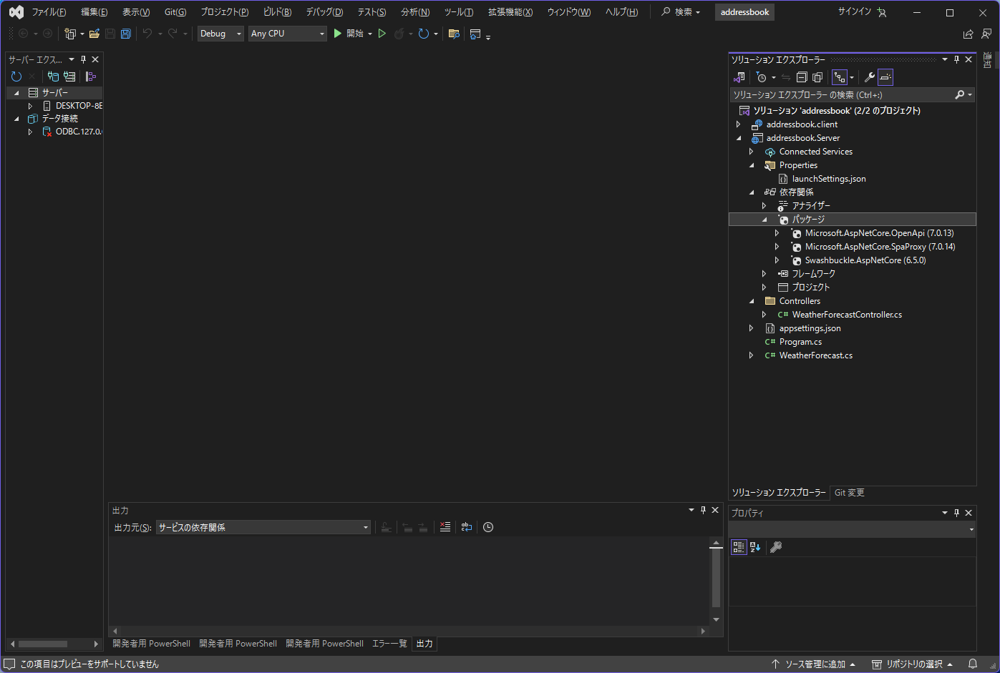 ファイル(F) 編集(E) 表示(V) Git(G) プロジェクト(P) ビルド(B) デバッグ(D) テスト(S) 分析(N) ツール(T) 拡張機能(X) ウィンドウ(W) ヘルプ(H) 検索 addressbook サインイン
Debug Any CPU 開始
サーバー エクス...
サーバー
DESKTOP-8E
データ接続
ODBC.127.0.
ソリューション エクスプローラー
ソリューション エクスプローラー の検索 (Ctrl+:)
ソリューション 'addressbook' (2/2 のプロジェクト)
addressbook.client
addressbook.Server
Connected Services
Properties
launchSettings.json
依存関係
アナライザー
パッケージ
Microsoft.AspNetCore.OpenApi (7.0.13)
Microsoft.AspNetCore.SpaProxy (7.0.14)
Swashbuckle.AspNetCore (6.5.0)
フレームワーク
プロジェクト
Controllers
C# WeatherForecastController.cs
appsettings.json
C# Program.cs
C# WeatherForecast.cs
ソリューション エクスプローラー Git 変更
通知
出力
出力元(S): サービスの依存関係
プロパティ
開発者用 PowerShell 開発者用 PowerShell 開発者用 PowerShell エラー一覧 出力
この項目はプレビューをサポートしていません ソース管理に追加 リポジトリの選択